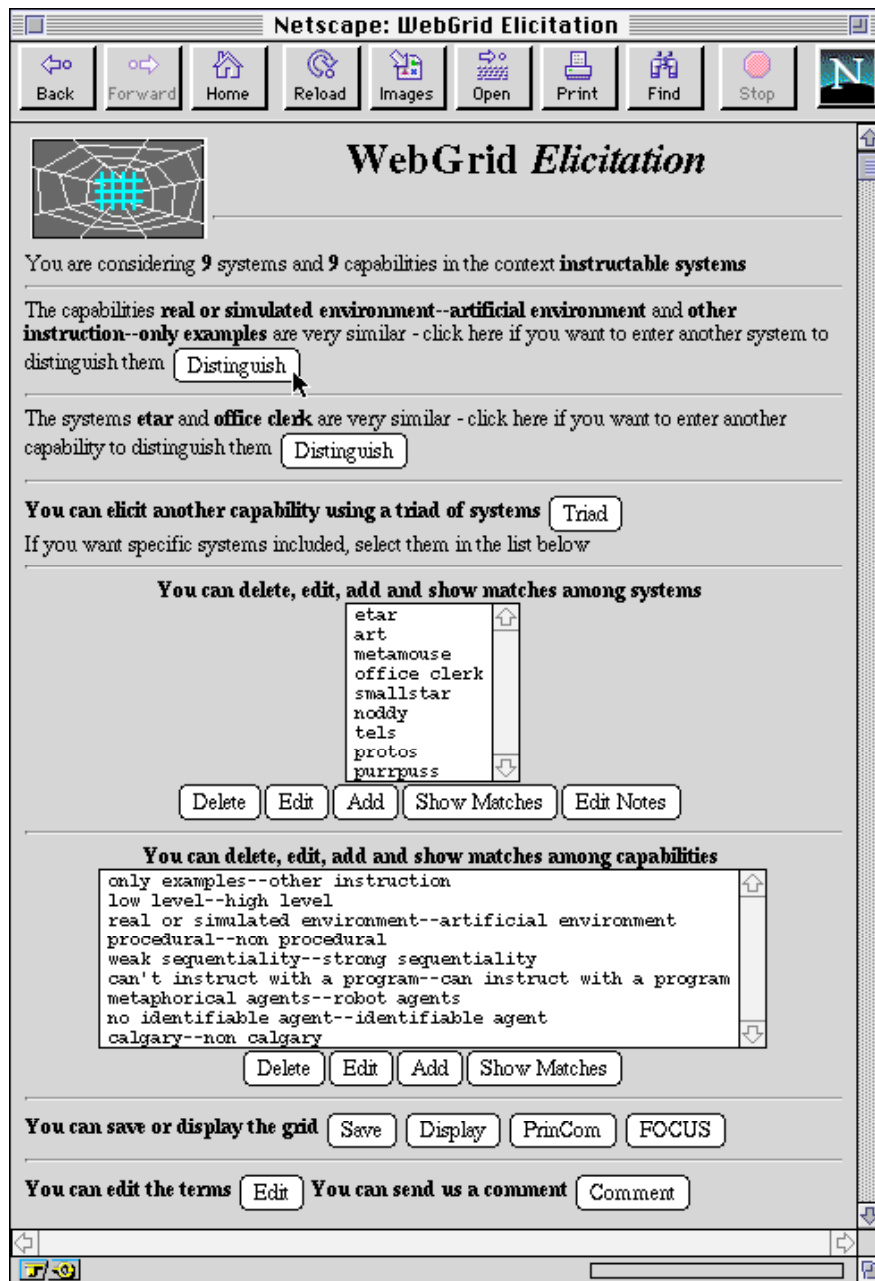 Netscape: WebGrid Elicitation
Back Forward Home Reload Images Open Print Find Stop N
WebGrid Elicitation
You are considering 9 systems and 9 capabilities in the context instructable systems
The capabilities real or simulated environment--artificial environment and other
instruction--only examples are very similar - click here if you want to enter another system to
distinguish them Distinguish
The systems etar and office clerk are very similar - click here if you want to enter another
capability to distinguish them Distinguish
You can elicit another capability using a triad of systems Triad
If you want specific systems included, select them in the list below
You can delete, edit, add and show matches among systems
etar
art
metamouse
office clerk
smallstar
noddy
tels
protos
purrpuss
Delete Edit Add Show Matches Edit Notes
You can delete, edit, add and show matches among capabilities
only examples--other instruction
low level--high level
real or simulated environment--artificial environment
procedural--non procedural
weak sequentiality--strong sequentiality
can't instruct with a program--can instruct with a program
metaphorical agents--robot agents
no identifiable agent--identifiable agent
calgary--non calgary
Delete Edit Add Show Matches
You can save or display the grid Save Display PrinCom FOCUS
You can edit the terms Edit You can send us a comment Comment